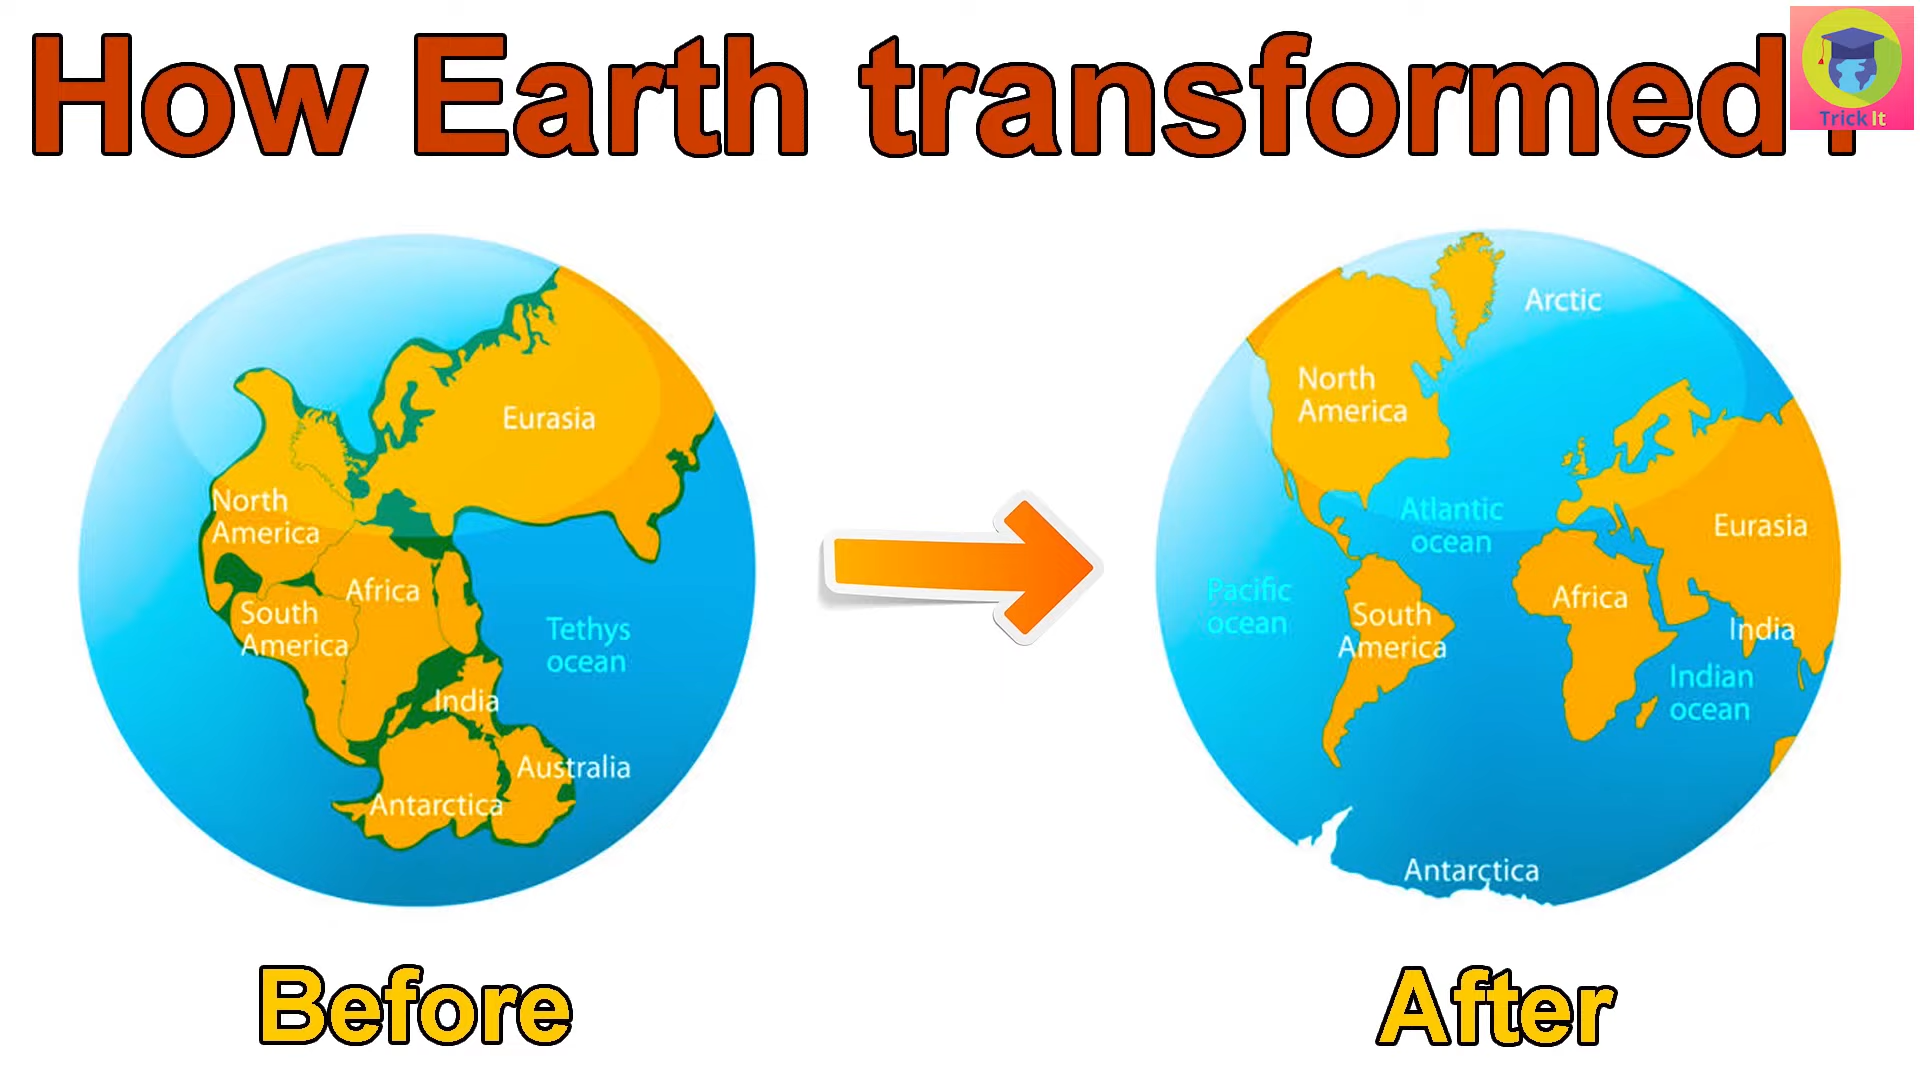 How Earth transformed
Trick It
Eurasia
North
America
Africa
South
America
Tethys
ocean
India
Australia
Antarctica
Arctic
North
America
Atlantic
ocean
Eurasia
Pacific
ocean
Africa
South
America
India
Indian
ocean
Antarctica
Before
After